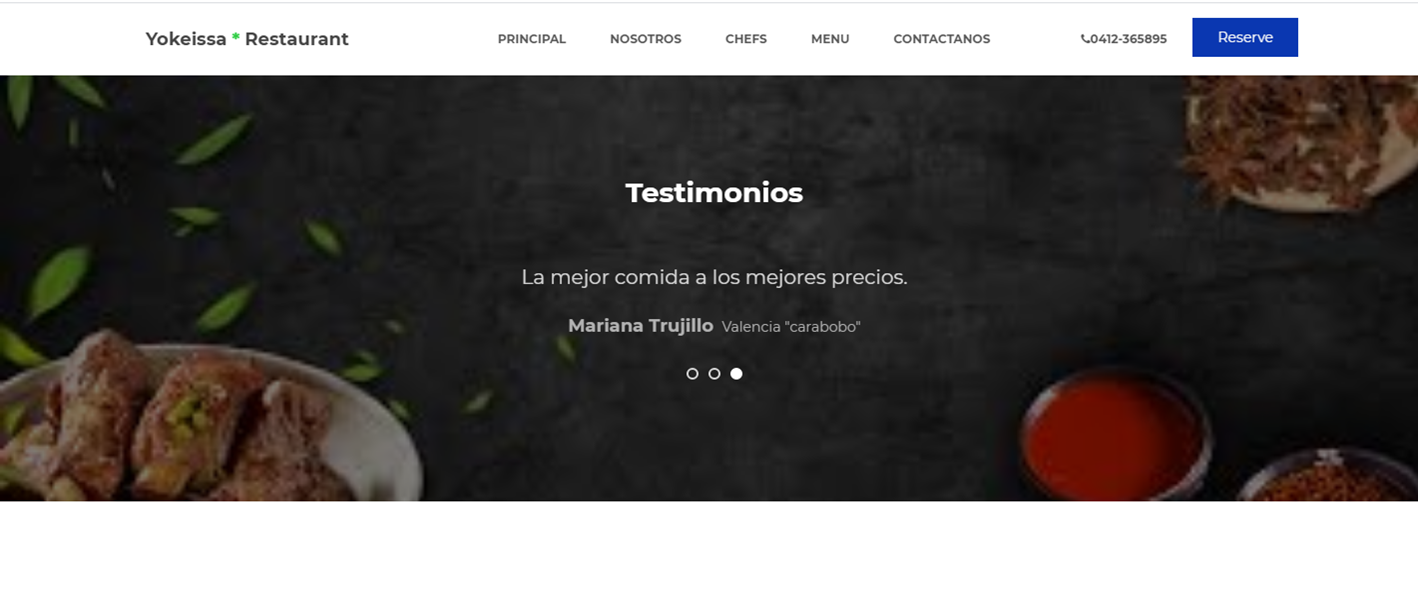 Yokeissa * Restaurant
PRINCIPAL NOSOTROS CHEFS MENU CONTACTANOS
0412-365895
Reserve
Testimonios
La mejor comida a los mejores precios.
Mariana Trujillo Valencia "carabobo"